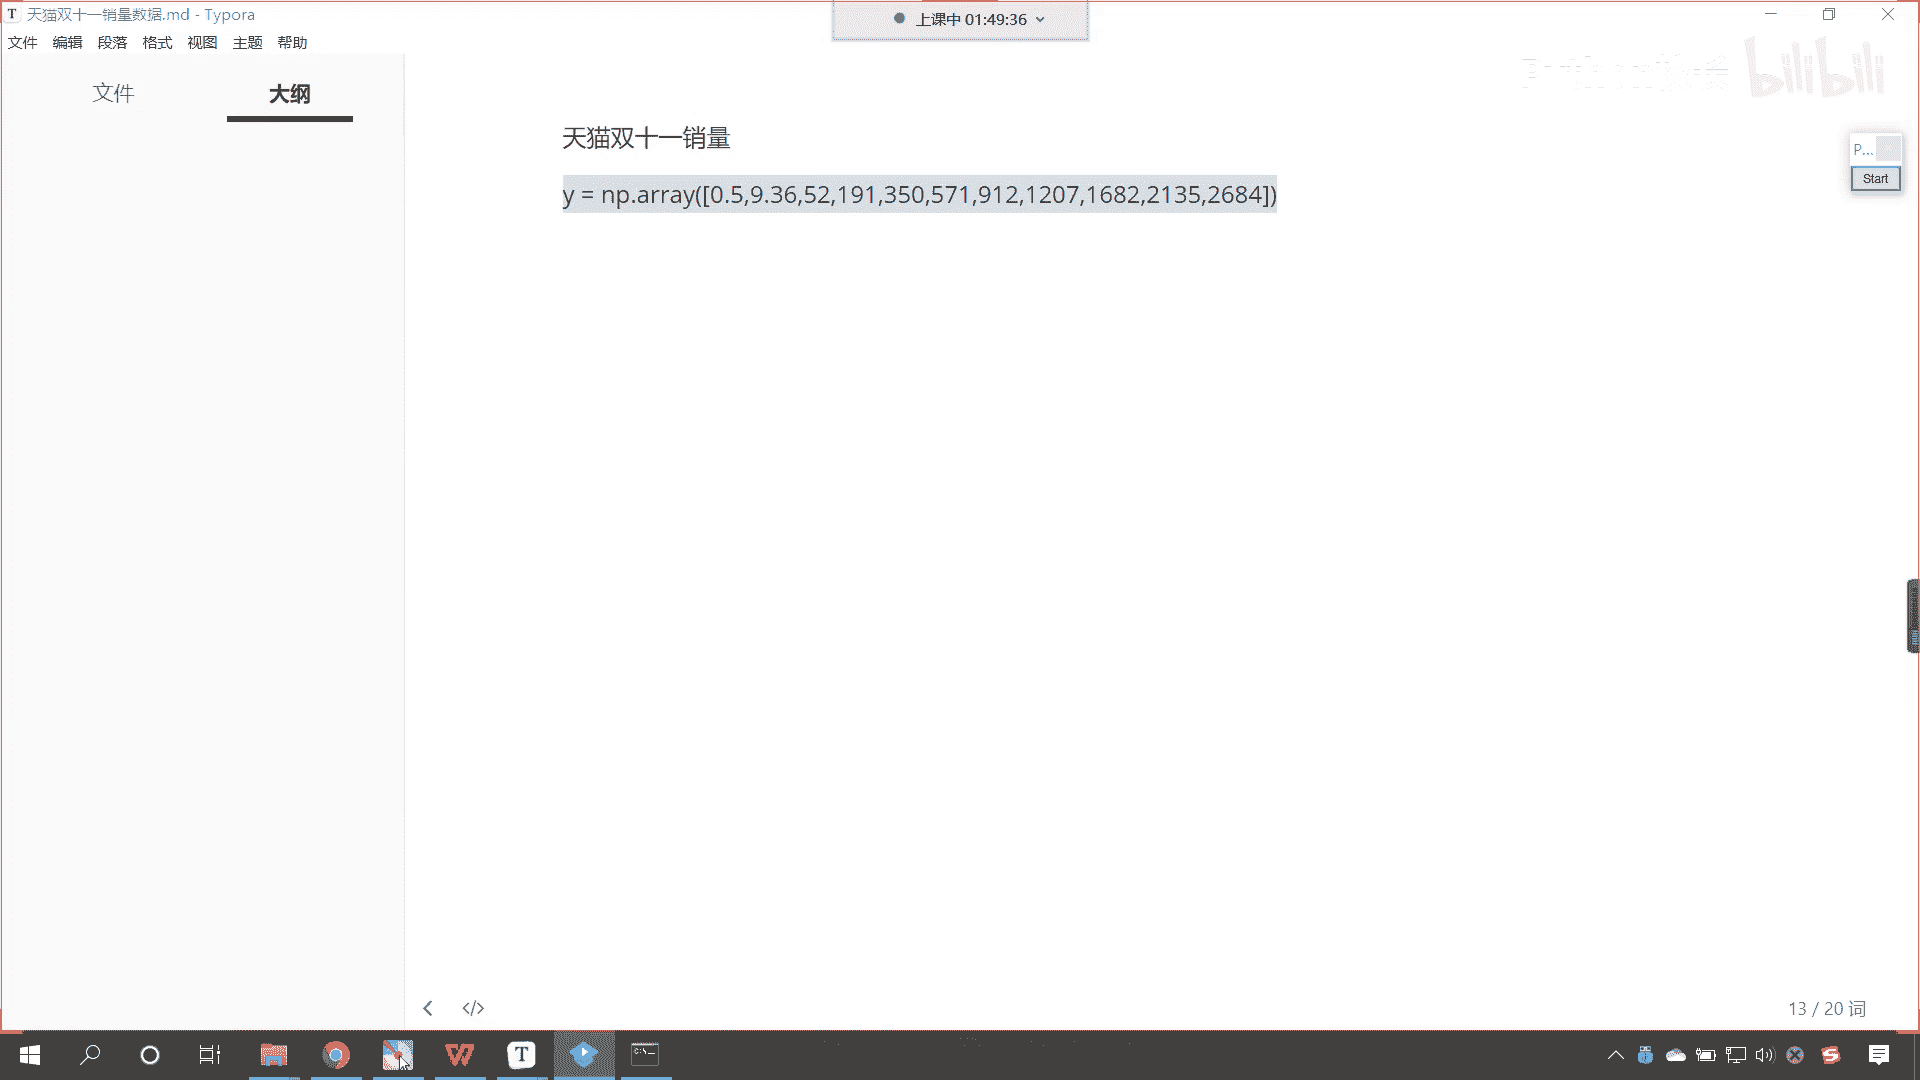 天猫双十一销量数据.md - Typora
上课中 01:49:36
文件 编辑 段落 格式 视图 主题 帮助
bilibili
文件 大纲
天猫双十一销量
P...
Start
y = np.array([0.5,9.36,52,191,350,571,912,1207,1682,2135,2684])
13 / 20 词